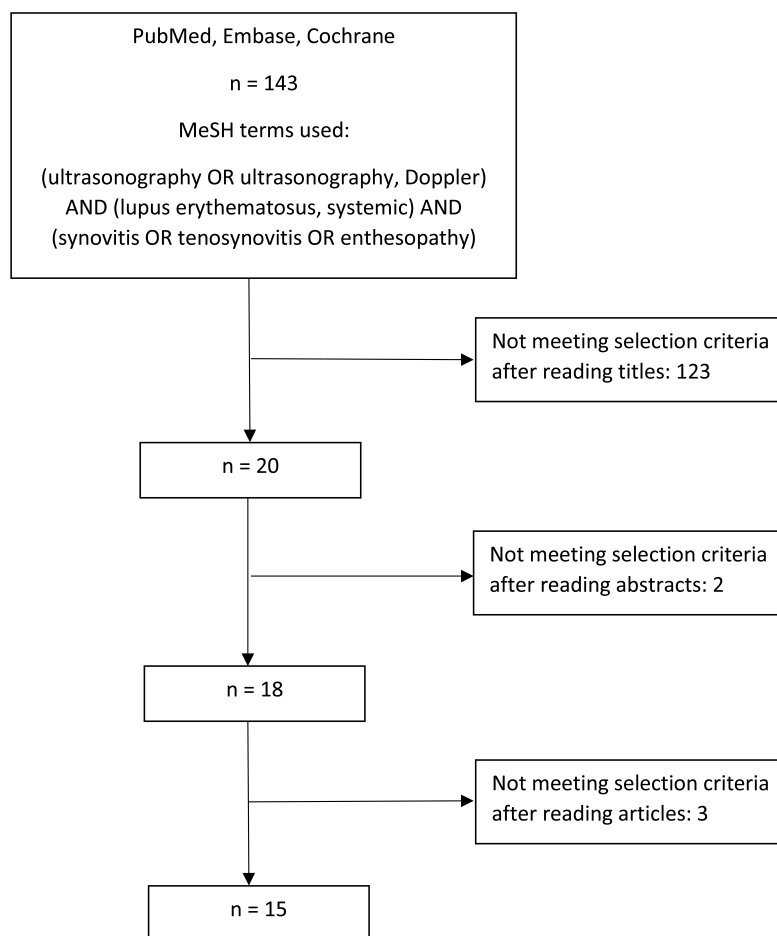 PubMed, Embase, Cochrane
n = 143
MeSH terms used:
(ultrasonography OR ultrasonography, Doppler)
AND (lupus erythematosus, systemic) AND
(synovitis OR tenosynovitis OR enthesopathy)
Not meeting selection criteria
after reading titles: 123
n = 20
Not meeting selection criteria
after reading abstracts: 2
n = 18
Not meeting selection criteria
after reading articles: 3
n = 15